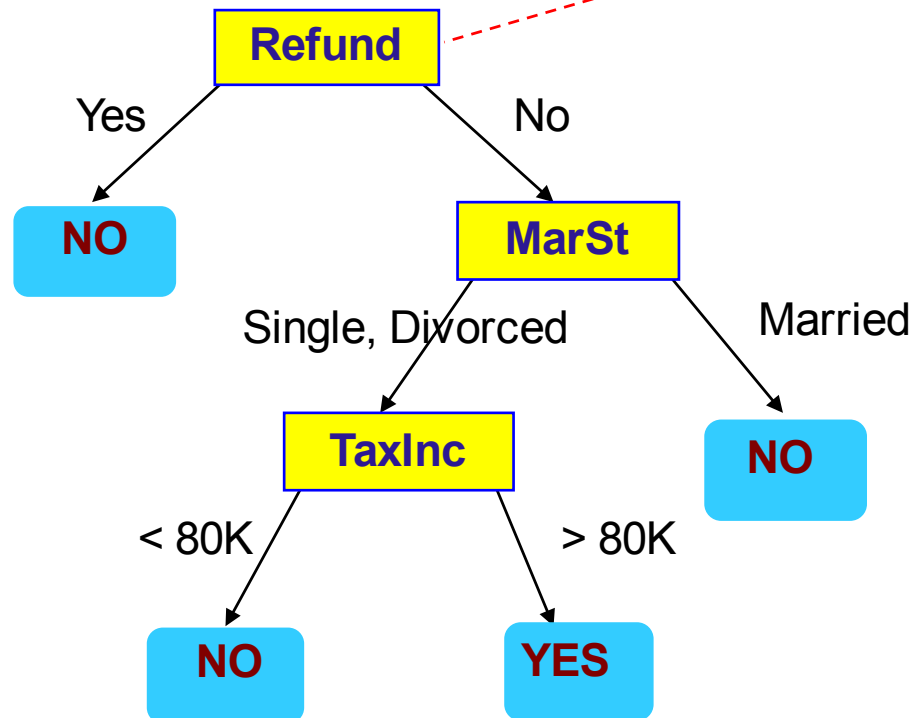 Refund
Yes
No
NO
MarSt
Single, Divorced
Married
TaxInc
NO
< 80K
> 80K
NO
YES